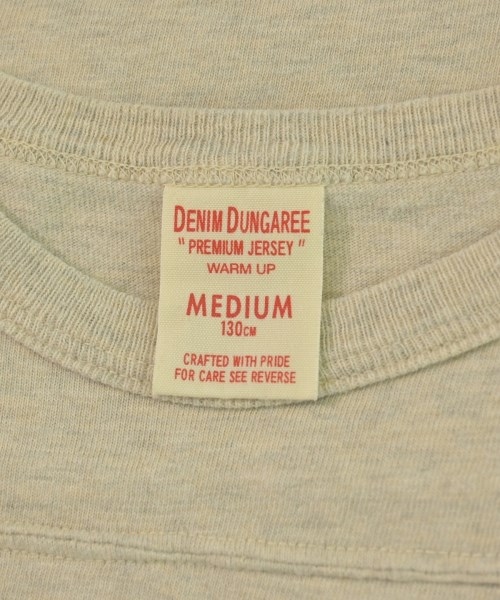 DENIM DUNGAREE
"PREMIUM JERSEY"
WARM UP
MEDIUM
130CM
CRAFTED WITH PRIDE
FOR CARE SEE REVERSE